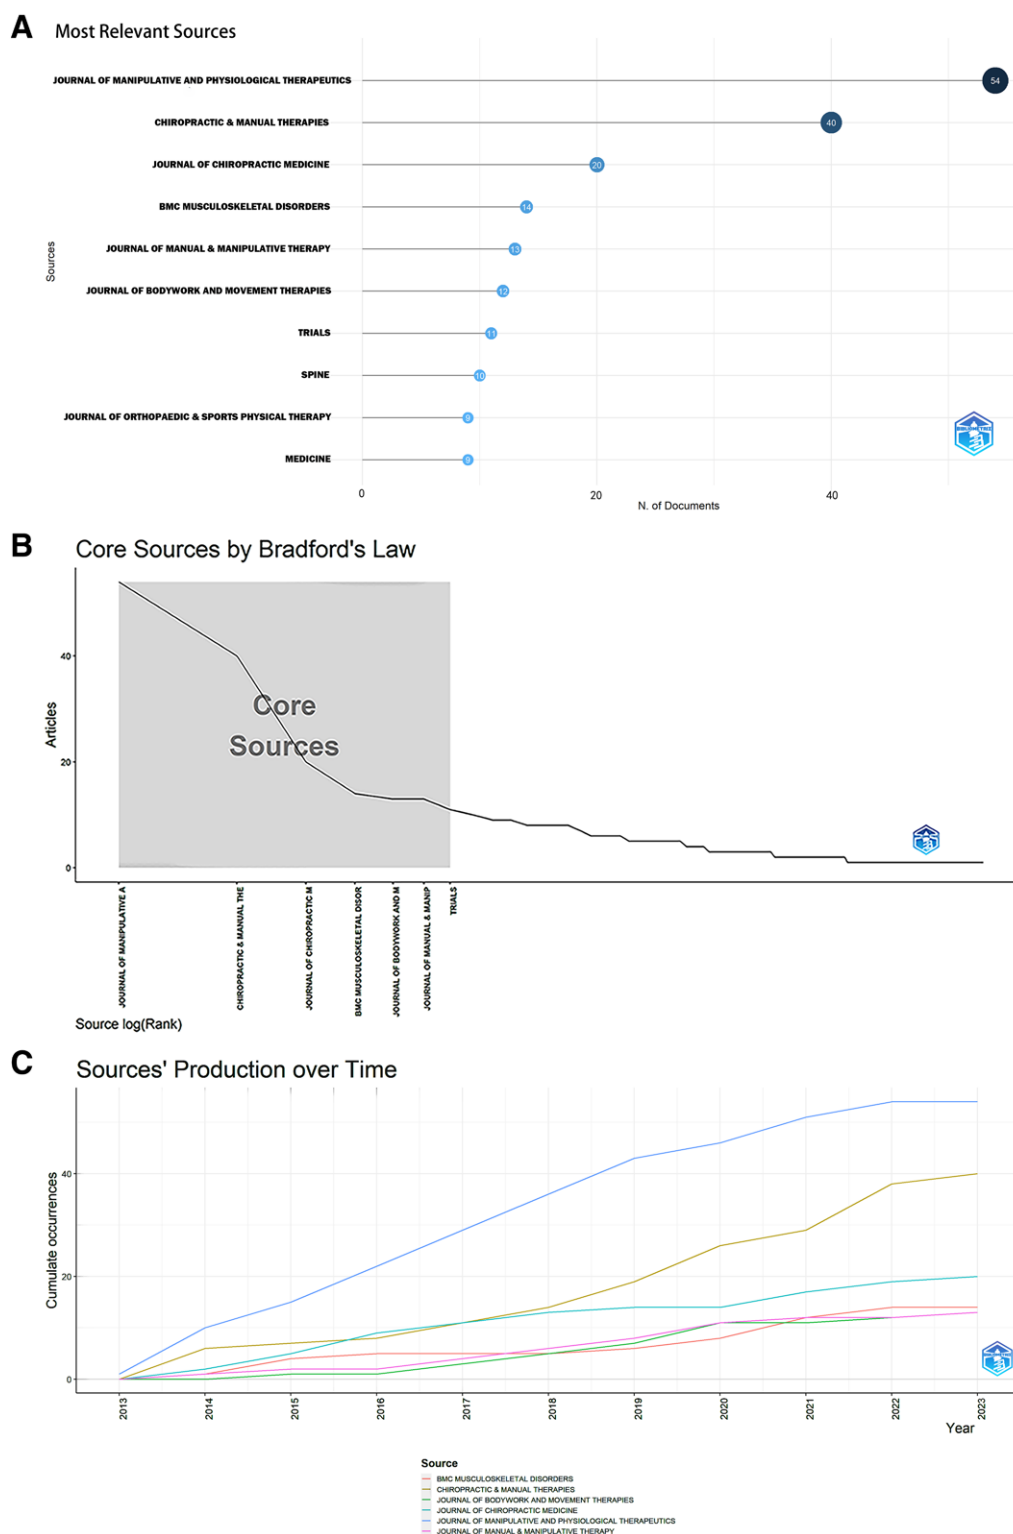 A Most Relevant Sources
JOURNAL OF MANIPULATIVE AND PHYSIOLOGICAL THERAPEUTICS 54
CHIROPRACTIC & MANUAL THERAPIES 40
JOURNAL OF CHIROPRACTIC MEDICINE 20
BMC MUSCULOSKELETAL DISORDERS 14
JOURNAL OF MANUAL & MANIPULATIVE THERAPY 13
JOURNAL OF BODYWORK AND MOVEMENT THERAPIES 12
TRIALS 11
SPINE 10
JOURNAL OF ORTHOPAEDIC & SPORTS PHYSICAL THERAPY 9
MEDICINE 9
Sources
0 20 40
N. of Documents
BIBLIOMETRIX
B Core Sources by Bradford's Law
Articles
40
20
0
Core
Sources
JOURNAL OF MANIPULATIVE A
CHIROPRACTIC & MANUAL THE
JOURNAL OF CHIROPRACTIC M
BMC MUSCULOSKELETAL DISOR
JOURNAL OF BODYWORK AND M
JOURNAL OF MANUAL & MANIP
TRIALS
Source log(Rank)
C Sources' Production over Time
Cumulate occurrences
40
20
0
2013 2014 2015 2016 2017 2018 2019 2020 2021 2022 2023
Year
Source
BMC MUSCULOSKELETAL DISORDERS
CHIROPRACTIC & MANUAL THERAPIES
JOURNAL OF BODYWORK AND MOVEMENT THERAPIES
JOURNAL OF CHIROPRACTIC MEDICINE
JOURNAL OF MANIPULATIVE AND PHYSIOLOGICAL THERAPEUTICS
JOURNAL OF MANUAL & MANIPULATIVE THERAPY